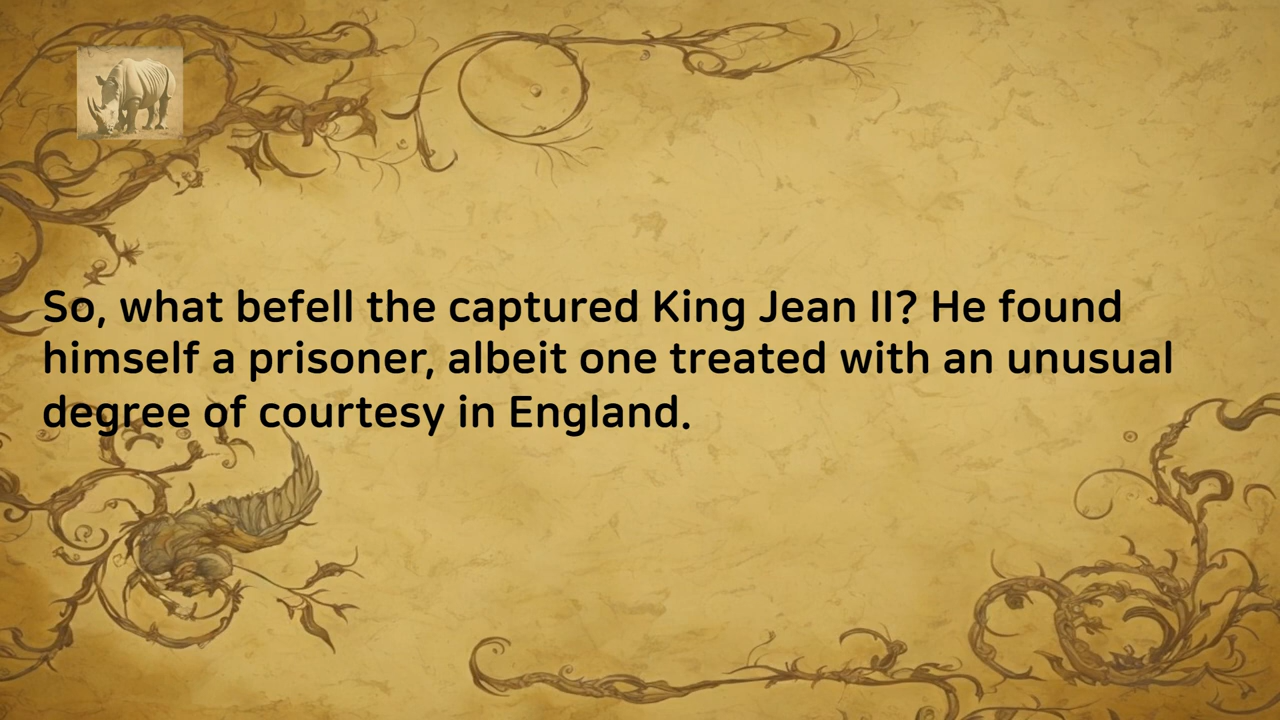 So, what befell the captured King Jean II? He found
himself a prisoner, albeit one treated with an unusual
degree of courtesy in England.